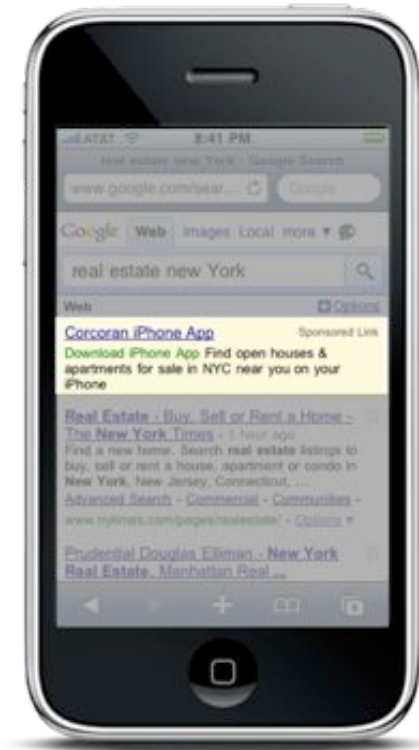 AT&T 8:41 PM
real estate new York - Google Search
www.google.com/sear... Google
Google Web Images Local more ▼
real estate new York
Web Options
Corcoran iPhone App Sponsored Link
Download iPhone App Find open houses &
apartments for sale in NYC near you on your
iPhone
Real Estate - Buy, Sell or Rent a Home -
The New York Times - 1 hour ago
Find a new home. Search real estate listings to
buy, sell or rent a house, apartment or condo in
New York, New Jersey, Connecticut, ...
Advanced Search - Commercial - Communities -
www.nytimes.com/pages/realestate/ - Options ▼
Prudential Douglas Elliman - New York
Real Estate, Manhattan Real ...